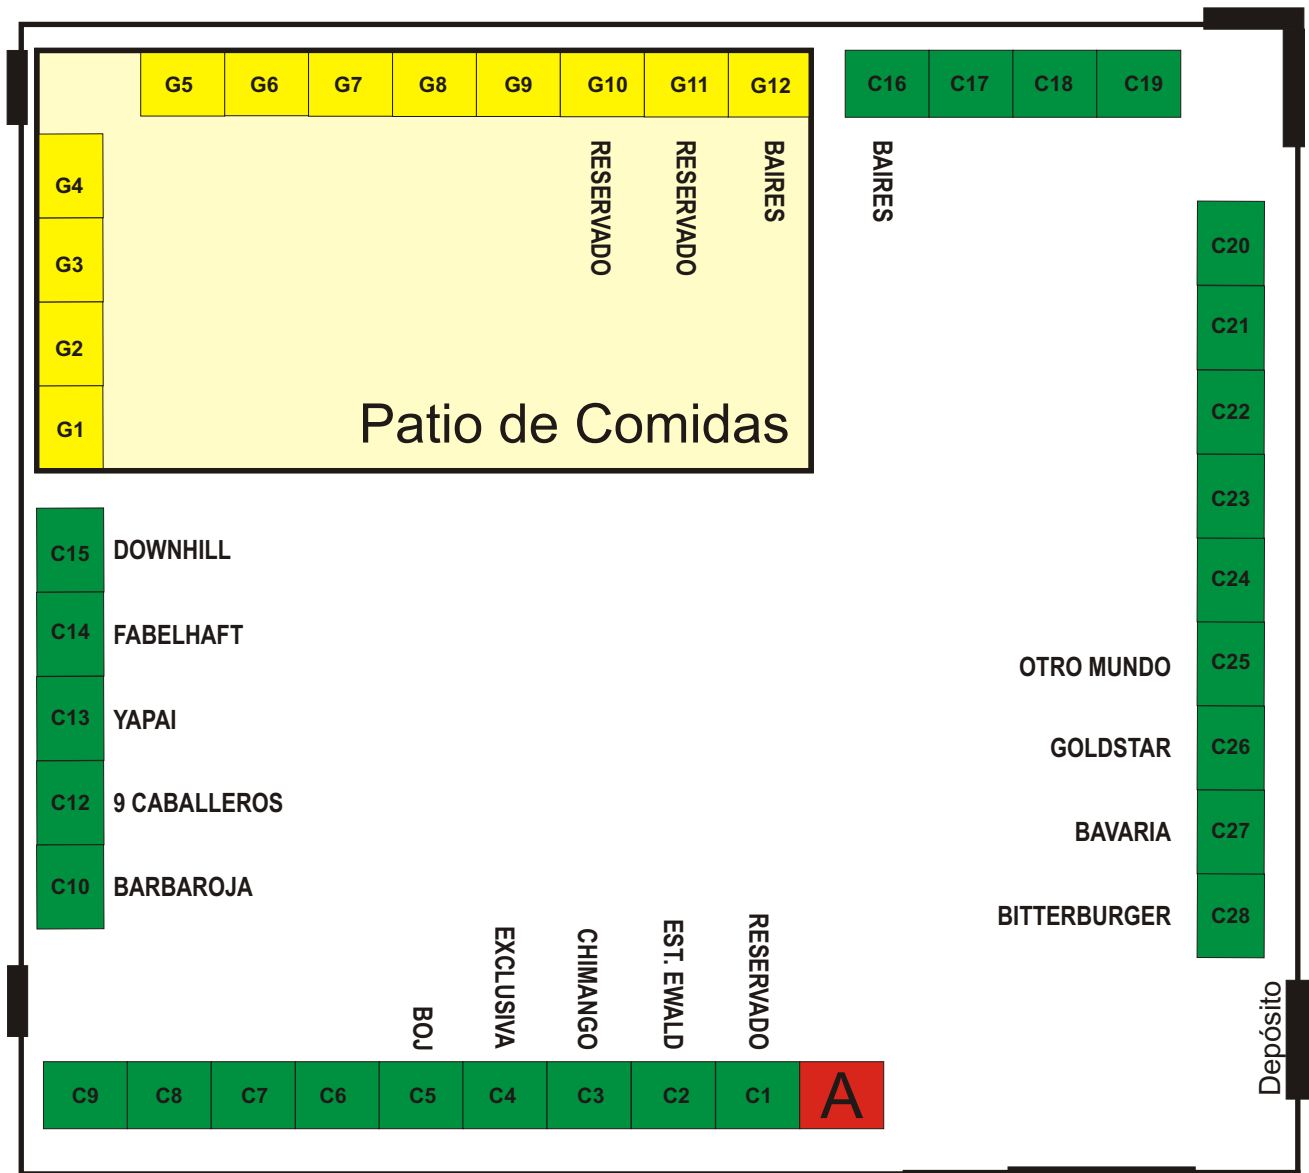 G5 G6 G7 G8 G9 G10 G11 G12
C16 C17 C18 C19
RESERVADO
RESERVADO
BAIRES
BAIRES
G4
G3
G2
G1
Patio de Comidas
C20
C21
C22
C23
C24
C15 DOWNHILL
C14 FABELHAFT
C13 YAPAI
C12 9 CABALLEROS
C10 BARBAROJA
OTRO MUNDO C25
GOLDSTAR C26
BAVARIA C27
BITTERBURGER C28
Depósito
BOJ
EXCLUSIVA
CHIMANGO
EST. EWALD
RESERVADO
C9 C8 C7 C6 C5 C4 C3 C2 C1 A